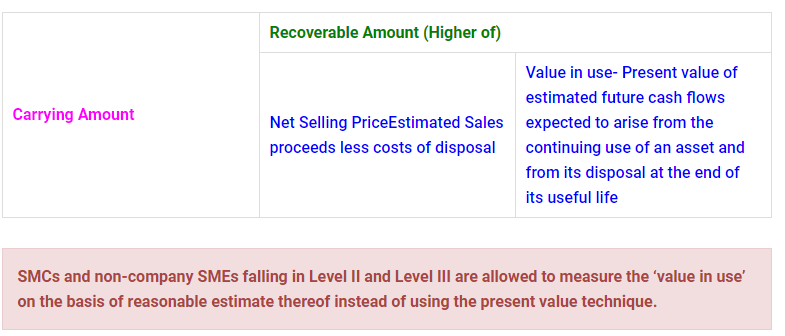 Recoverable Amount (Higher of)
Carrying Amount
Net Selling PriceEstimated Sales
proceeds less costs of disposal
Value in use- Present value of
estimated future cash flows
expected to arise from the
continuing use of an asset and
from its disposal at the end of
its useful life
SMCs and non-company SMEs falling in Level II and Level III are allowed to measure the ‘value in use’
on the basis of reasonable estimate thereof instead of using the present value technique.